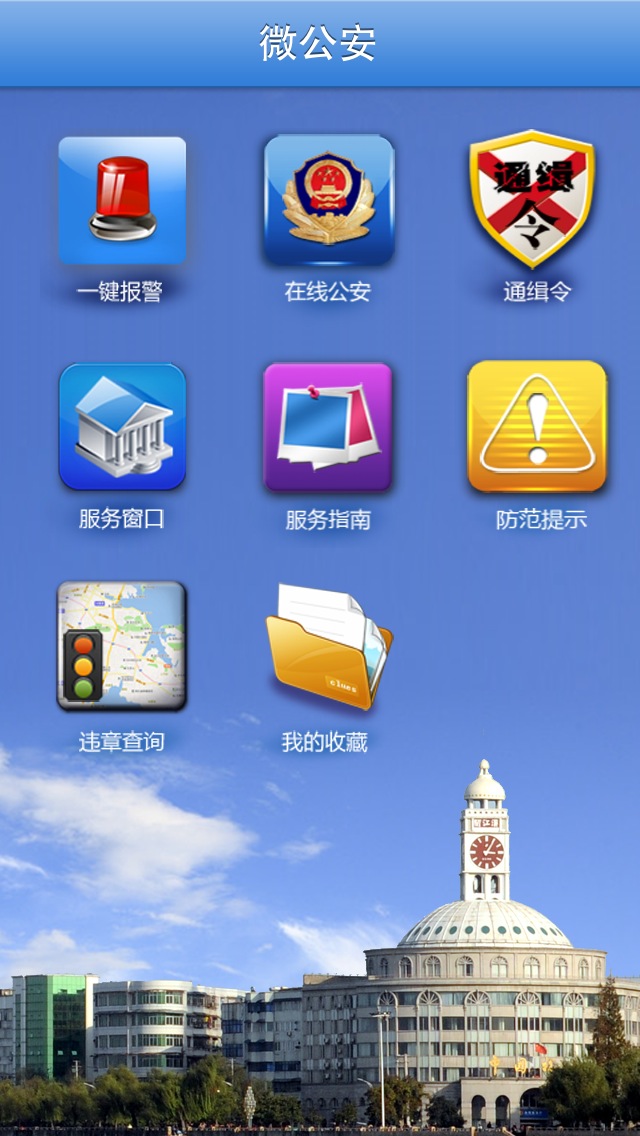 微公安
一键报警
在线公安
通缉令
通缉
令
服务窗口
服务指南
防范提示
clues
违章查询
我的收藏